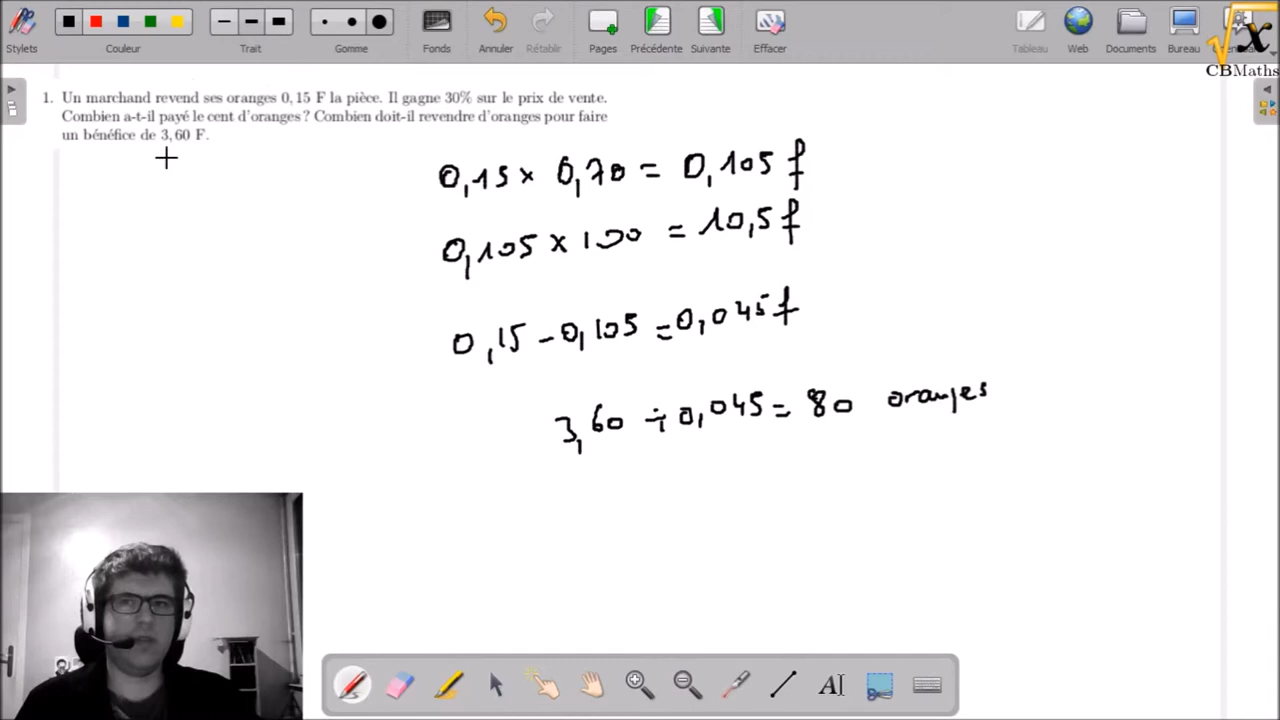 Stylets
Couleur
Trait
Gomme
Fonds
Annuler
Rétablir
Pages
Précédente
Suivante
Effacer
Tableau
Web
Documents
Bureau
CBMaths
1. Un marchand revend ses oranges 0,15 F la pièce. Il gagne 30% sur le prix de vente.
Combien a-t-il payé le cent d'oranges ? Combien doit-il revendre d'oranges pour faire
un bénéfice de 3,60 F.
0,15 × 0,70 = 0,105 f
0,105 × 100 = 10,5 f
0,15 - 0,105 = 0,045 f
3,60 ÷ 0,045 = 80 oranges